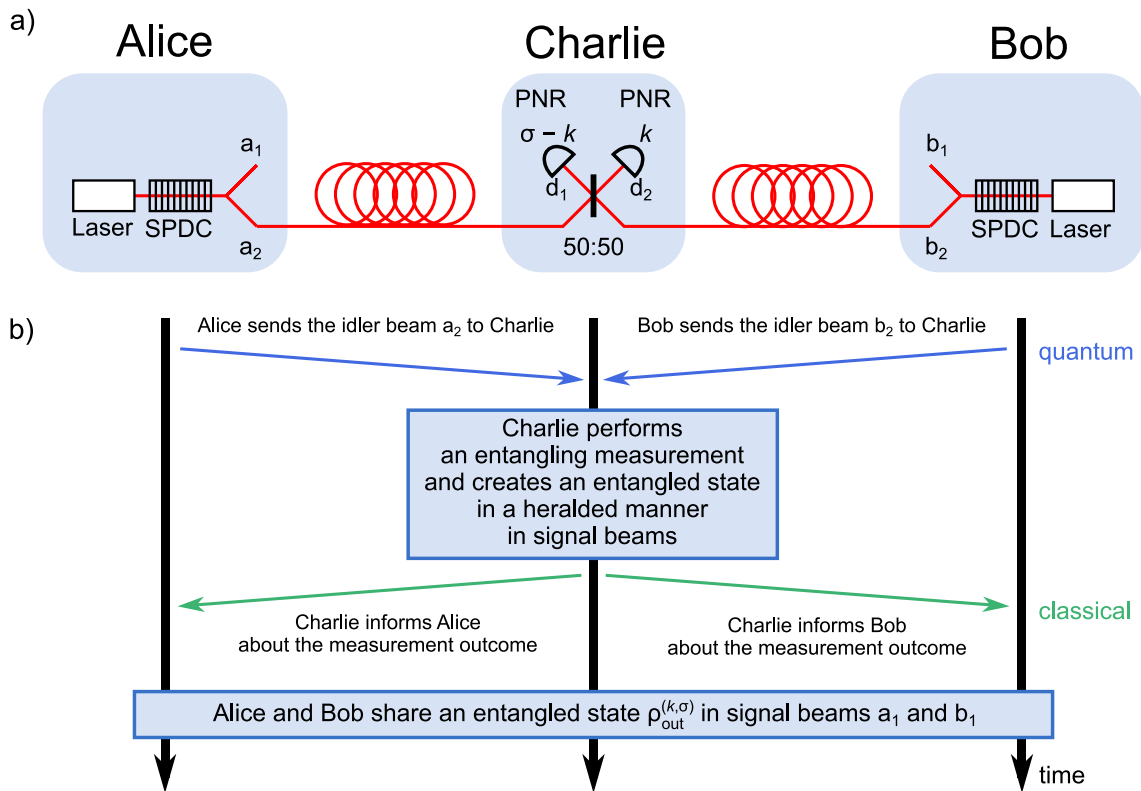 a)
Alice
Charlie
Bob
PNR PNR
σ − k k
a₁
d₁ d₂
b₁
Laser SPDC
a₂
50:50
b₂
SPDC Laser
b)
Alice sends the idler beam a₂ to Charlie
Bob sends the idler beam b₂ to Charlie
quantum
Charlie performs
an entangling measurement
and creates an entangled state
in a heralded manner
in signal beams
Charlie informs Alice
about the measurement outcome
Charlie informs Bob
about the measurement outcome
classical
Alice and Bob share an entangled state ρ_out^(k,σ) in signal beams a₁ and b₁
time